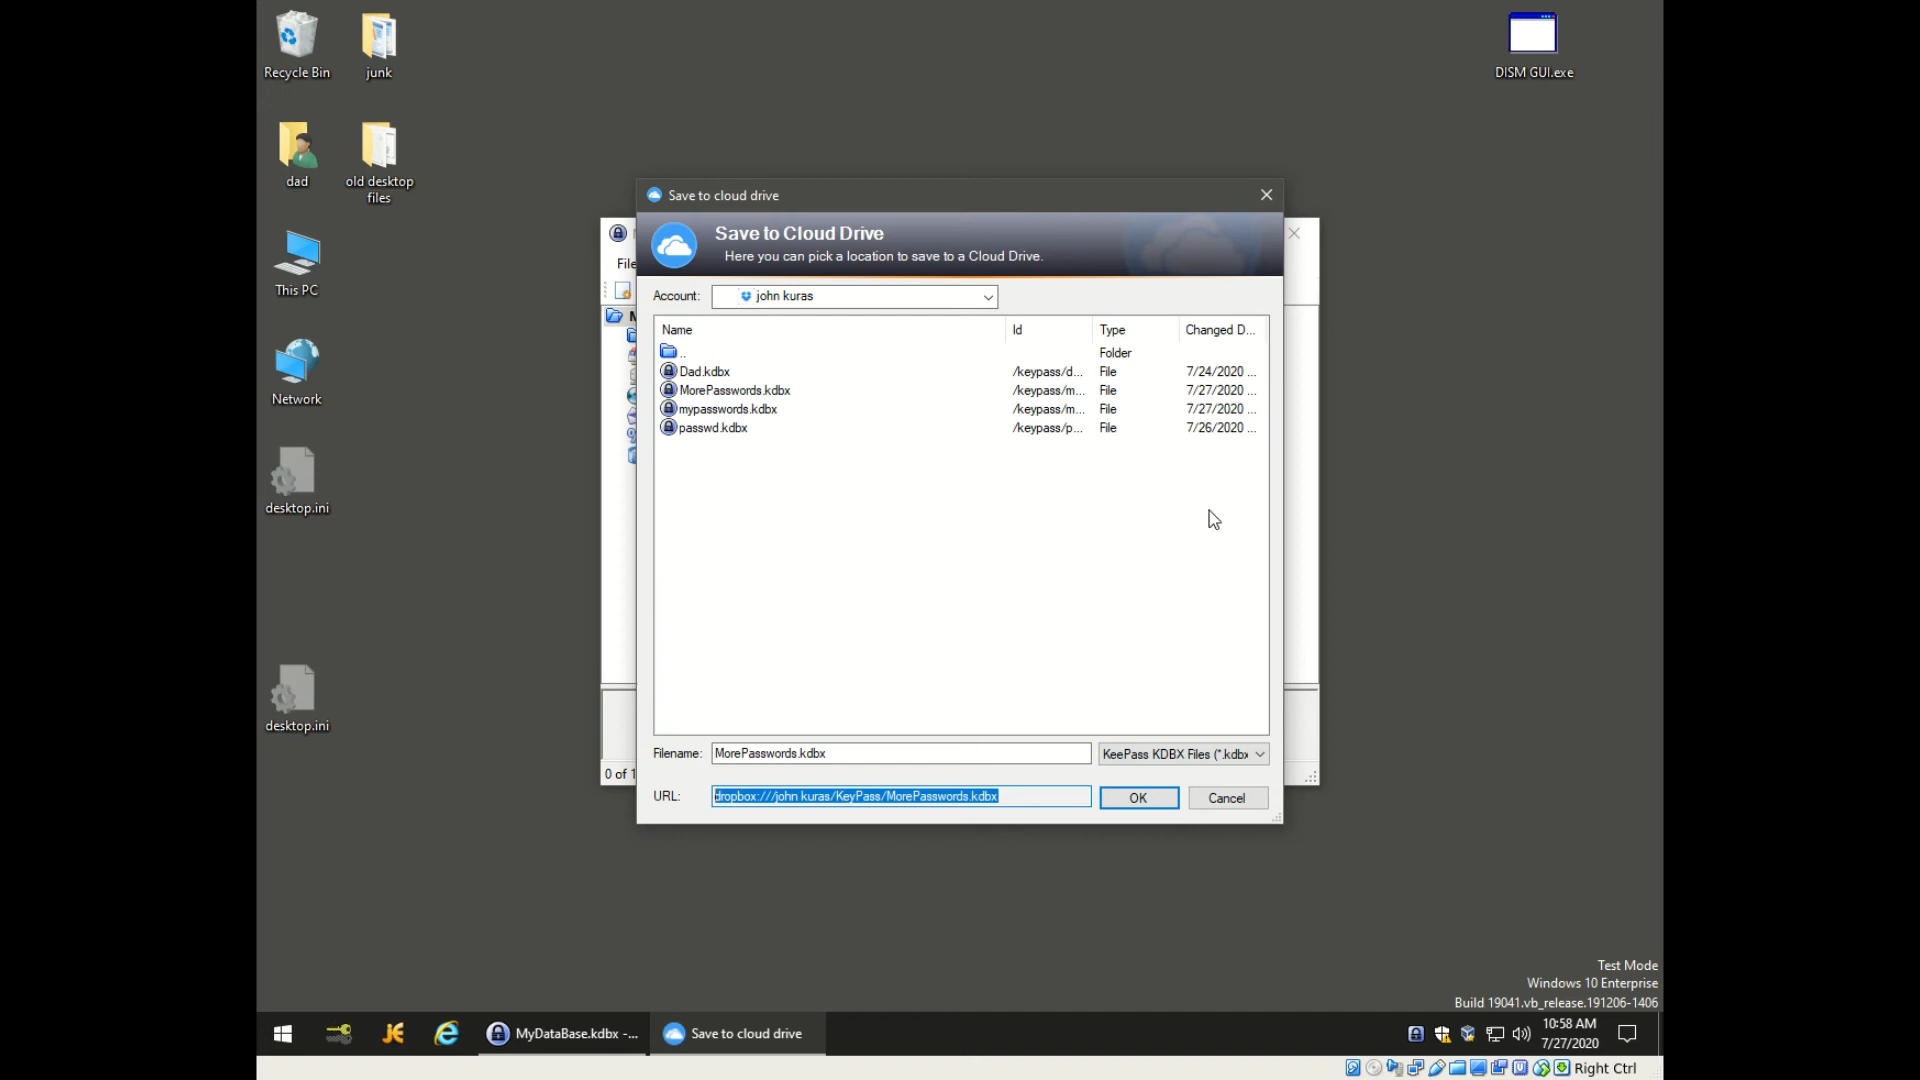 Recycle Bin
junk
DISM GUI.exe
dad
old desktop
files
This PC
Network
desktop.ini
desktop.ini
Save to cloud drive
Save to Cloud Drive
Here you can pick a location to save to a Cloud Drive.
File
Account: john kuras
Name Id Type Changed D...
.. Folder
Dad.kdbx /keypass/d... File 7/24/2020 ...
MorePasswords.kdbx /keypass/m... File 7/27/2020 ...
mypasswords.kdbx /keypass/m... File 7/27/2020 ...
passwd.kdbx /keypass/p... File 7/26/2020 ...
Filename: MorePasswords.kdbx KeePass KDBX Files (*.kdbx
0 of 1
URL: dropbox:///john kuras/KeyPass/MorePasswords.kdbx OK Cancel
Test Mode
Windows 10 Enterprise
Build 19041.vb_release.191206-1406
MyDataBase.kdbx -... Save to cloud drive
10:58 AM
7/27/2020
Right Ctrl